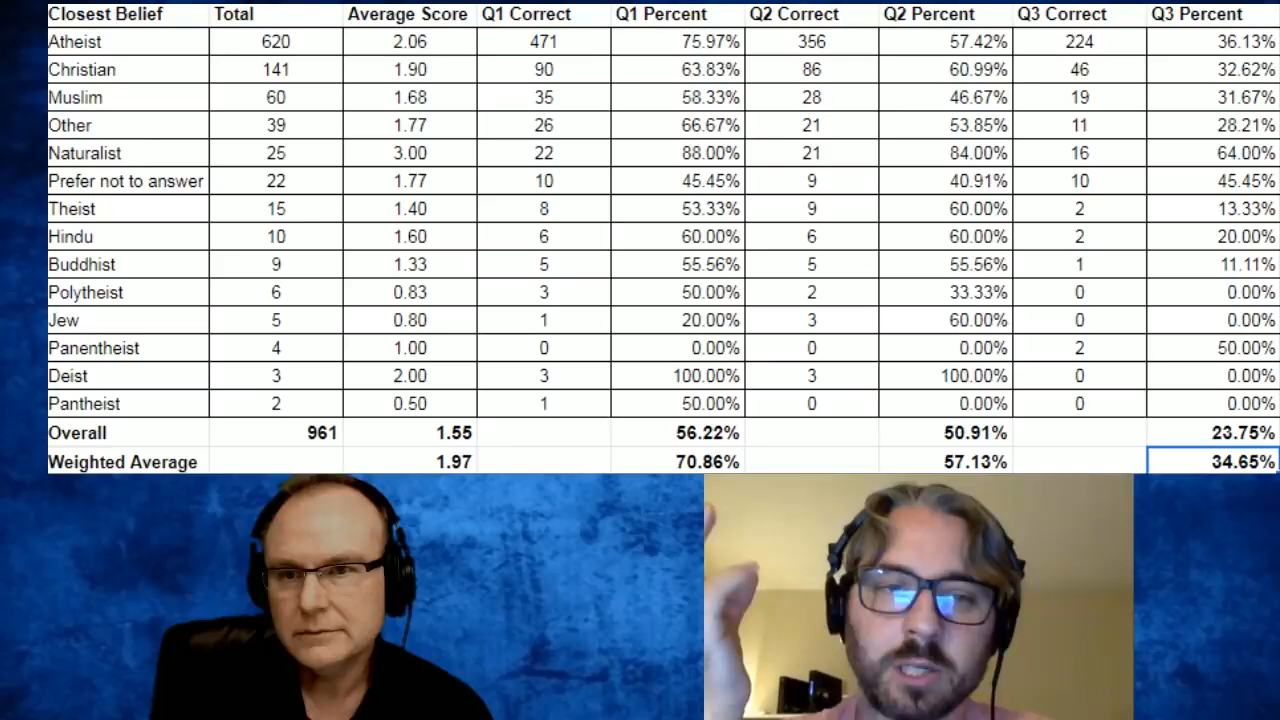 Closest Belief Total Average Score Q1 Correct Q1 Percent Q2 Correct Q2 Percent Q3 Correct Q3 Percent
Atheist 620 2.06 471 75.97% 356 57.42% 224 36.13%
Christian 141 1.90 90 63.83% 86 60.99% 46 32.62%
Muslim 60 1.68 35 58.33% 28 46.67% 19 31.67%
Other 39 1.77 26 66.67% 21 53.85% 11 28.21%
Naturalist 25 3.00 22 88.00% 21 84.00% 16 64.00%
Prefer not to answer 22 1.77 10 45.45% 9 40.91% 10 45.45%
Theist 15 1.40 8 53.33% 9 60.00% 2 13.33%
Hindu 10 1.60 6 60.00% 6 60.00% 2 20.00%
Buddhist 9 1.33 5 55.56% 5 55.56% 1 11.11%
Polytheist 6 0.83 3 50.00% 2 33.33% 0 0.00%
Jew 5 0.80 1 20.00% 3 60.00% 0 0.00%
Panentheist 4 1.00 0 0.00% 0 0.00% 2 50.00%
Deist 3 2.00 3 100.00% 3 100.00% 0 0.00%
Pantheist 2 0.50 1 50.00% 0 0.00% 0 0.00%
Overall 961 1.55 56.22% 50.91% 23.75%
Weighted Average 1.97 70.86% 57.13% 34.65%